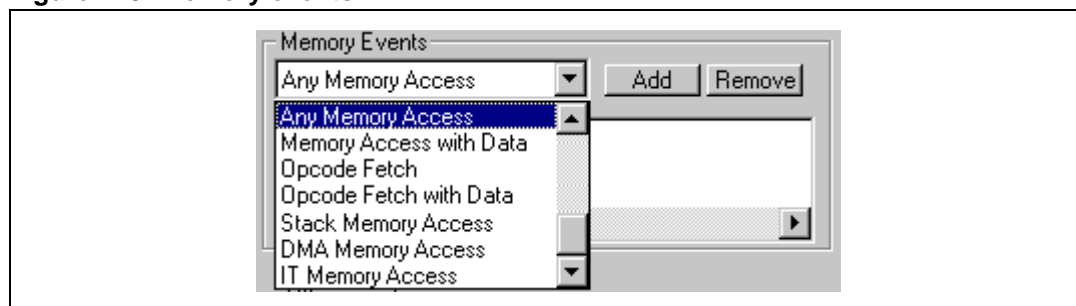 Memory Events
Any Memory Access
Add Remove
Any Memory Access
Memory Access with Data
Opcode Fetch
Opcode Fetch with Data
Stack Memory Access
DMA Memory Access
IT Memory Access